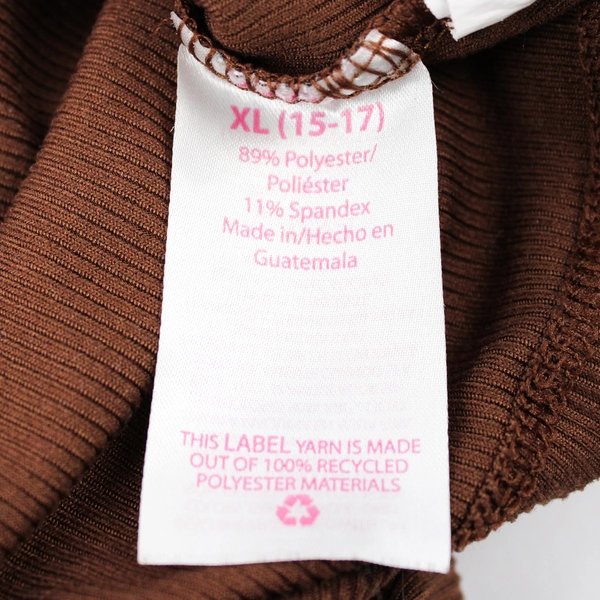 XL (15-17)
89% Polyester/
Poliéster
11% Spandex
Made in/Hecho en
Guatemala
THIS LABEL YARN IS MADE
OUT OF 100% RECYCLED
POLYESTER MATERIALS